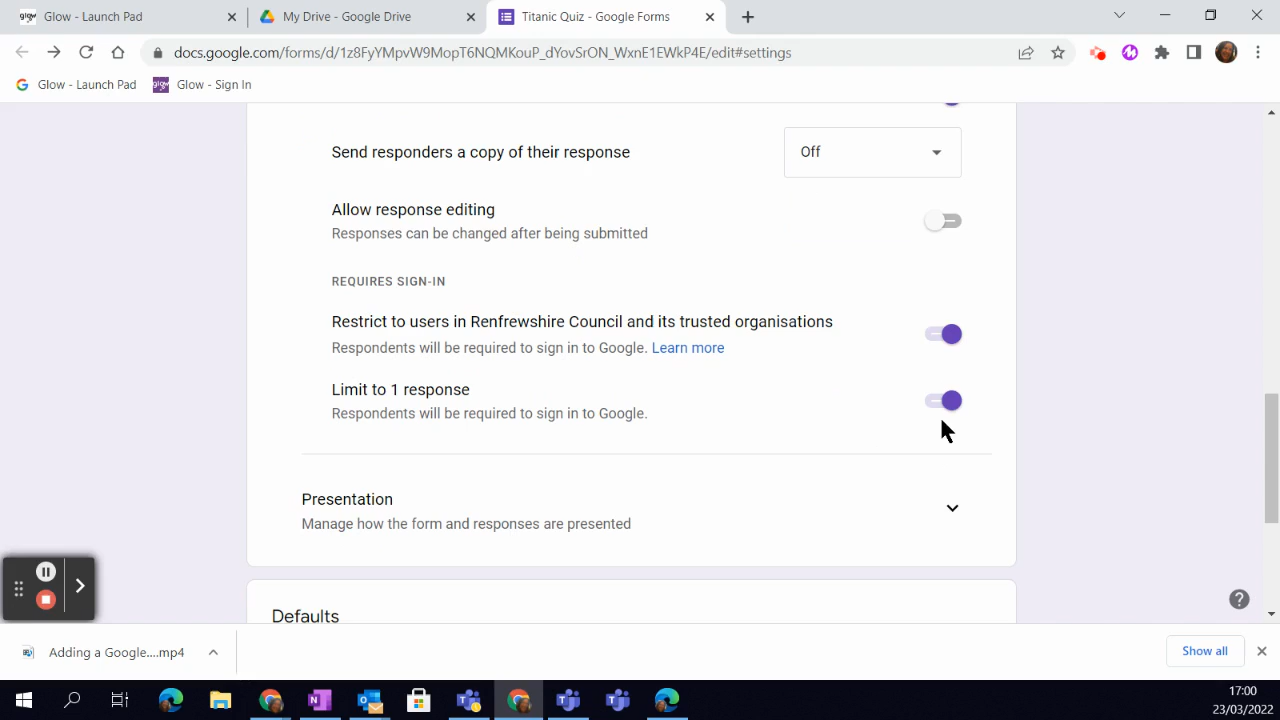 glow Glow - Launch Pad
My Drive - Google Drive
Titanic Quiz - Google Forms
docs.google.com/forms/d/1z8FyYMpvW9MopT6NQMKouP_dYovSrON_WxnE1EWkP4E/edit#settings
Glow - Launch Pad
glow Glow - Sign In
Send responders a copy of their response
Off
Allow response editing
Responses can be changed after being submitted
REQUIRES SIGN-IN
Restrict to users in Renfrewshire Council and its trusted organisations
Respondents will be required to sign in to Google. Learn more
Limit to 1 response
Respondents will be required to sign in to Google.
Presentation
Manage how the form and responses are presented
Defaults
Adding a Google....mp4
Show all
17:00
23/03/2022